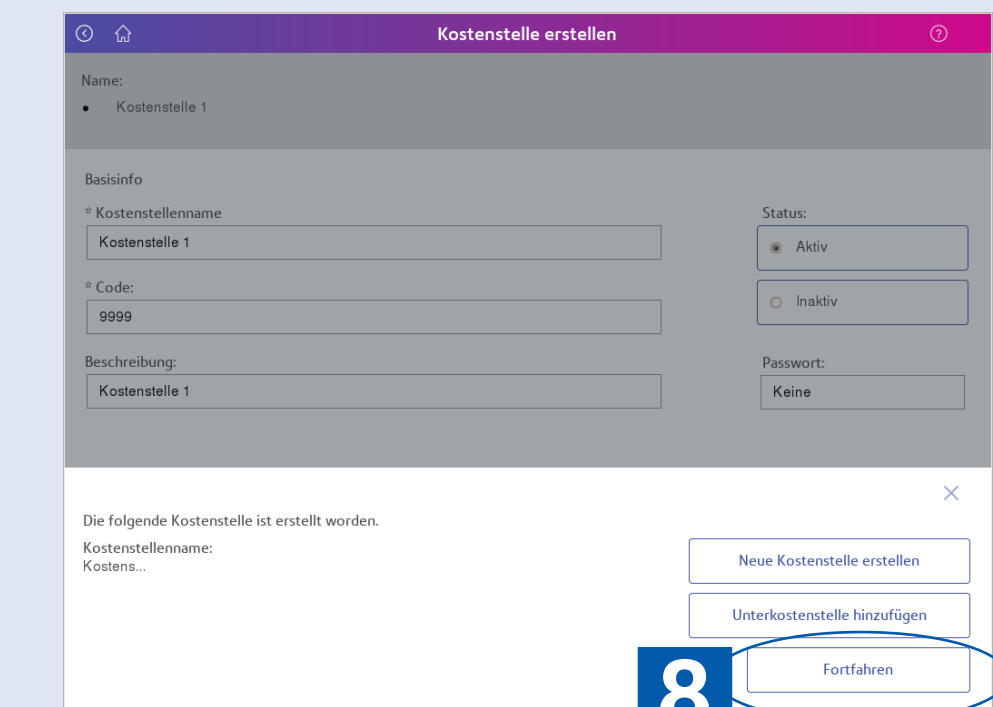 Kostenstelle erstellen
?
Name:
• Kostenstelle 1
Basisinfo
* Kostenstellenname
Kostenstelle 1
Status:
Aktiv
Inaktiv
* Code:
9999
Beschreibung:
Kostenstelle 1
Passwort:
Keine
Die folgende Kostenstelle ist erstellt worden.
Kostenstellenname:
Kostens...
Neue Kostenstelle erstellen
Unterkostenstelle hinzufügen
Fortfahren
8